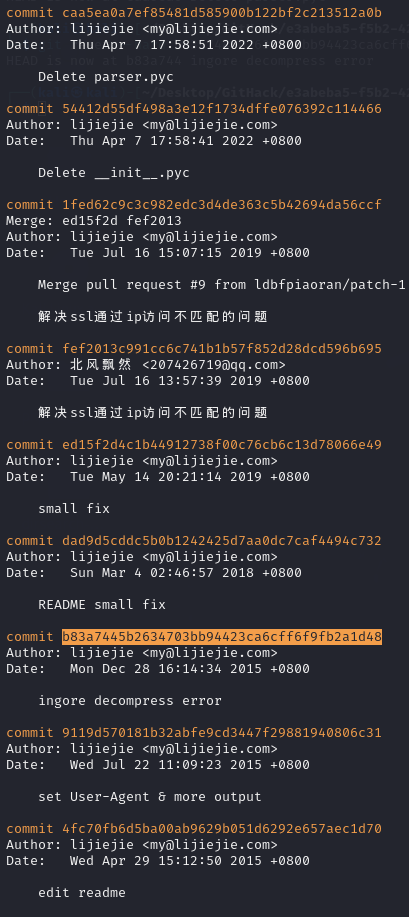 commit caa5ea0a7ef85481d585900b122bf2c213512a0b
Author: lijiejie <my@lijiejie.com>
Date:   Thu Apr 7 17:58:51 2022 +0800
Delete parser.pyc
commit 54412d55df498a3e12f1734dffe076392c114466
Author: lijiejie <my@lijiejie.com>
Date:   Thu Apr 7 17:58:41 2022 +0800
Delete __init__.pyc
commit 1fed62c9c3c982edc3d4de363c5b42694da56ccf
Merge: ed15f2d fef2013
Author: lijiejie <my@lijiejie.com>
Date:   Tue Jul 16 15:07:15 2019 +0800
Merge pull request #9 from ldbfpiaoran/patch-1
解决ssl通过ip访问不匹配的问题
commit fef2013c991cc6c741b1b57f852d28dcd596b695
Author: 北风飘然 <207426719@qq.com>
Date:   Tue Jul 16 13:57:39 2019 +0800
解决ssl通过ip访问不匹配的问题
commit ed15f2d4c1b44912738f00c76cb6c13d78066e49
Author: lijiejie <my@lijiejie.com>
Date:   Tue May 14 20:21:14 2019 +0800
small fix
commit dad9d5cddc5b0b1242425d7aa0dc7caf4494c732
Author: lijiejie <my@lijiejie.com>
Date:   Sun Mar 4 02:46:57 2018 +0800
README small fix
commit b83a7445b2634703bb94423ca6cff6f9fb2a1d48
Author: lijiejie <my@lijiejie.com>
Date:   Mon Dec 28 16:14:34 2015 +0800
ingore decompress error
commit 9119d570181b32abfe9cd3447f29881940806c31
Author: lijiejie <my@lijiejie.com>
Date:   Wed Jul 22 11:09:23 2015 +0800
set User-Agent & more output
commit 4fc70fb6d5ba00ab9629b051d6292e657aec1d70
Author: lijiejie <my@lijiejie.com>
Date:   Wed Apr 29 15:12:50 2015 +0800
edit readme